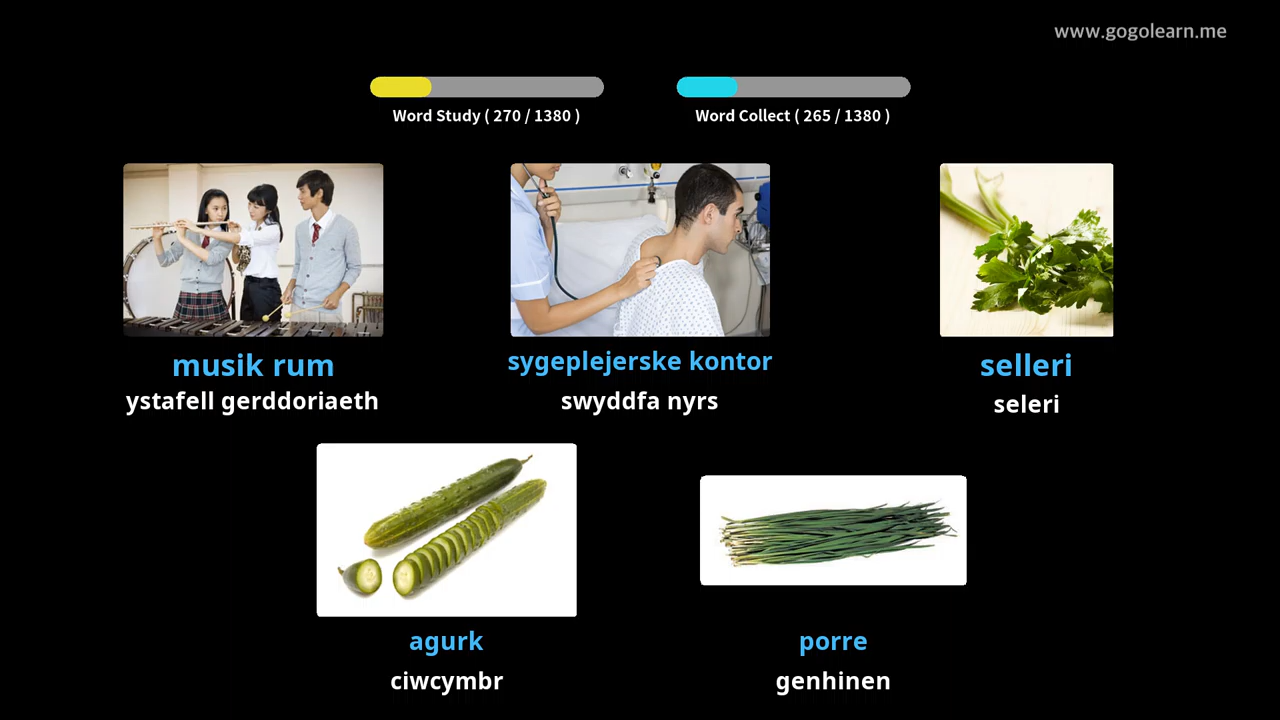 www.gogolearn.me
Word Study ( 270 / 1380 )
Word Collect ( 265 / 1380 )
musik rum
ystafell gerddoriaeth
sygeplejerske kontor
swyddfa nyrs
selleri
seleri
agurk
ciwcymbr
porre
genhinen